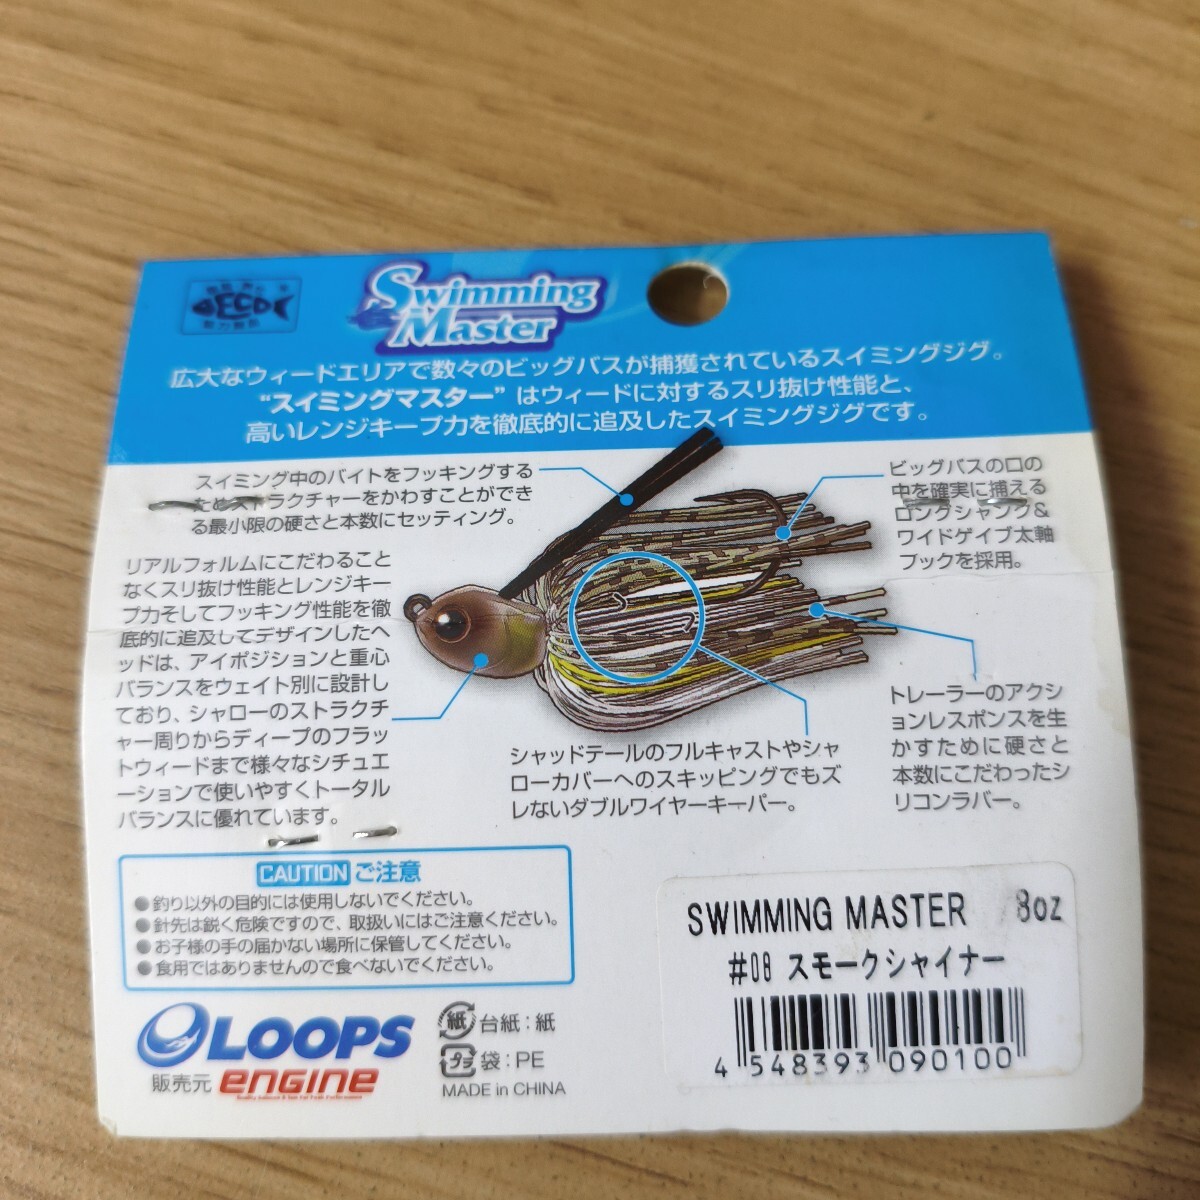 ECO
Swimming
Master
広大なウィードエリアで数々のビッグバスが捕獲されているスイミングジグ。
“スイミングマスター”はウィードに対するスリ抜け性能と、
高いレンジキープ力を徹底的に追及したスイミングジグです。
スイミング中のバイトをフッキングする
ためストラクチャーをかわすことができ
る最小限の硬さと本数にセッティング。
ビッグバスの口の
中を確実に捕える
ロングシャンク&
ワイドゲイプ太軸
フックを採用。
リアルフォルムにこだわること
なくスリ抜け性能とレンジキー
プ力そしてフッキング性能を徹
底的に追及してデザインしたヘ
ッドは、アイポジションと重心
バランスをウェイト別に設計し
ており、シャローのストラクチ
ャー周りからディープのフラッ
トウィードまで様々なシチュエ
ーションで使いやすくトータル
バランスに優れています。
シャッドテールのフルキャストやシャ
ローカバーへのスキッピングでもズ
レないダブルワイヤーキーパー。
トレーラーのアクシ
ョンレスポンスを生
かすために硬さと
本数にこだわったシ
リコンラバー。
CAUTION ご注意
●釣り以外の目的には使用しないでください。
●針先は鋭く危険ですので、取扱いにはご注意ください。
●お子様の手の届かない場所に保管してください。
●食用ではありませんので食べないでください。
SWIMMING MASTER /8oz
#08 スモークシャイナー
4 548393 090100
LOOPS
販売元 engine
紙 台紙:紙
プラ 袋:PE
MADE in CHINA